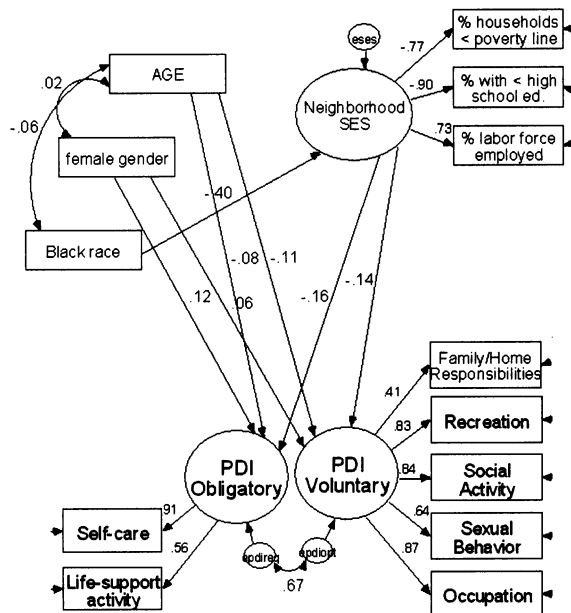 eses
% households
< poverty line
-.77
.02
AGE
-.90
% with < high
school ed.
Neighborhood
SES
-.06
.73
% labor force
employed
female gender
-.40
Black race
-.08
-.11
-.14
.12
.06
-.16
Family/Home
Responsibilities
.41
.83
Recreation
PDI
Obligatory
PDI
Voluntary
.84
Social
Activity
.91
Self-care
.64
Sexual
Behavior
.56
epdireq
epdiopt
.67
.87
Life-support
activity
Occupation